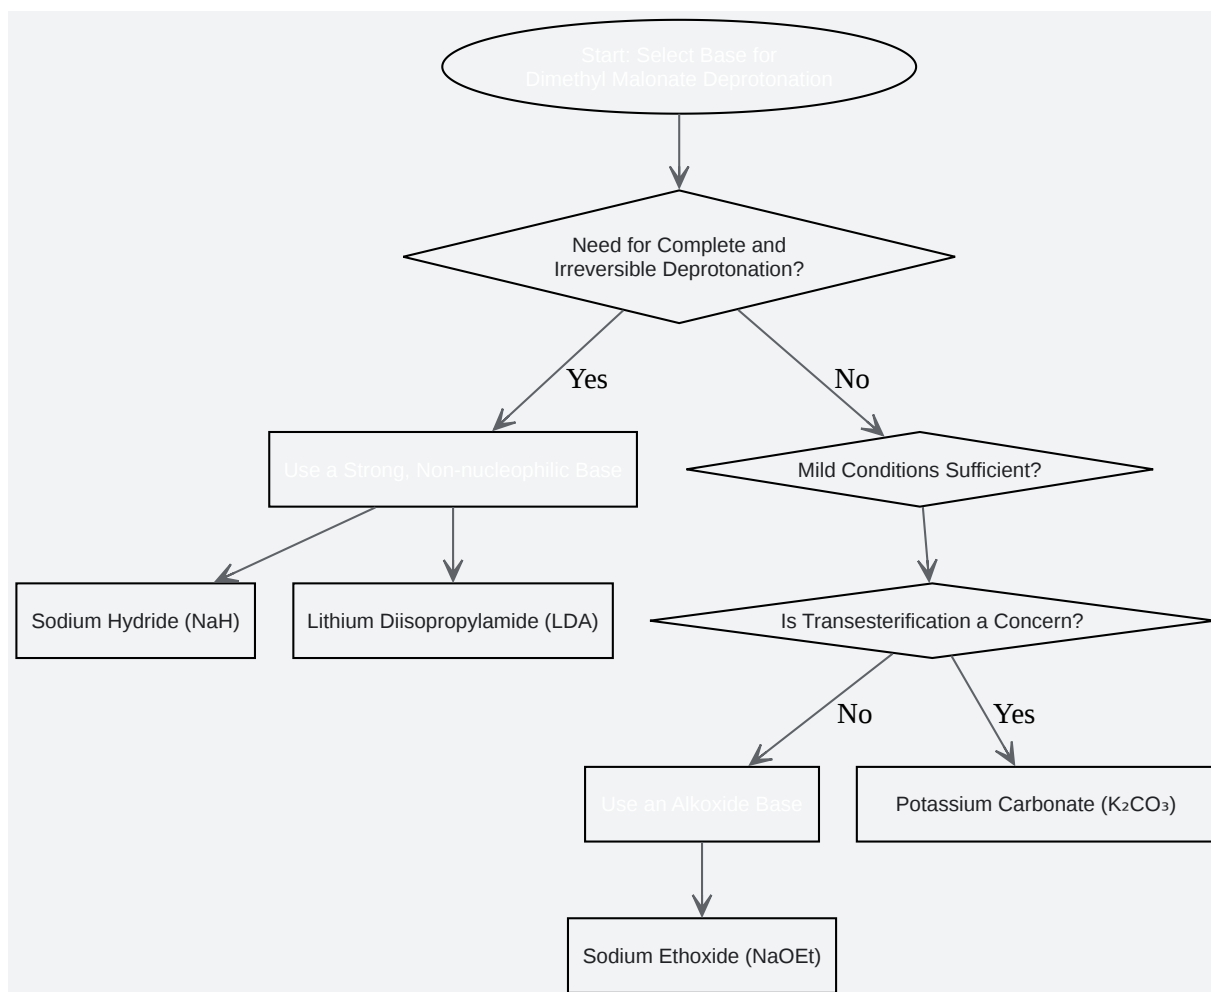 Start: Select Base for
Dimethyl Malonate Deprotonation
Need for Complete and
Irreversible Deprotonation?
Yes
No
Use a Strong, Non-nucleophilic Base
Mild Conditions Sufficient?
Sodium Hydride (NaH)
Lithium Diisopropylamide (LDA)
Is Transesterification a Concern?
No
Yes
Use an Alkoxide Base
Potassium Carbonate (K₂CO₃)
Sodium Ethoxide (NaOEt)